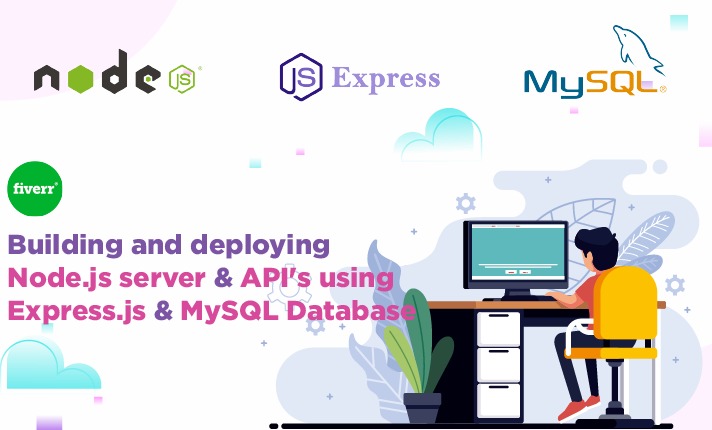 node
JS®
JS Express
MySQL®
fiverr®
Building and deploying
Node.js server & API's using
Express.js & MySQL Database